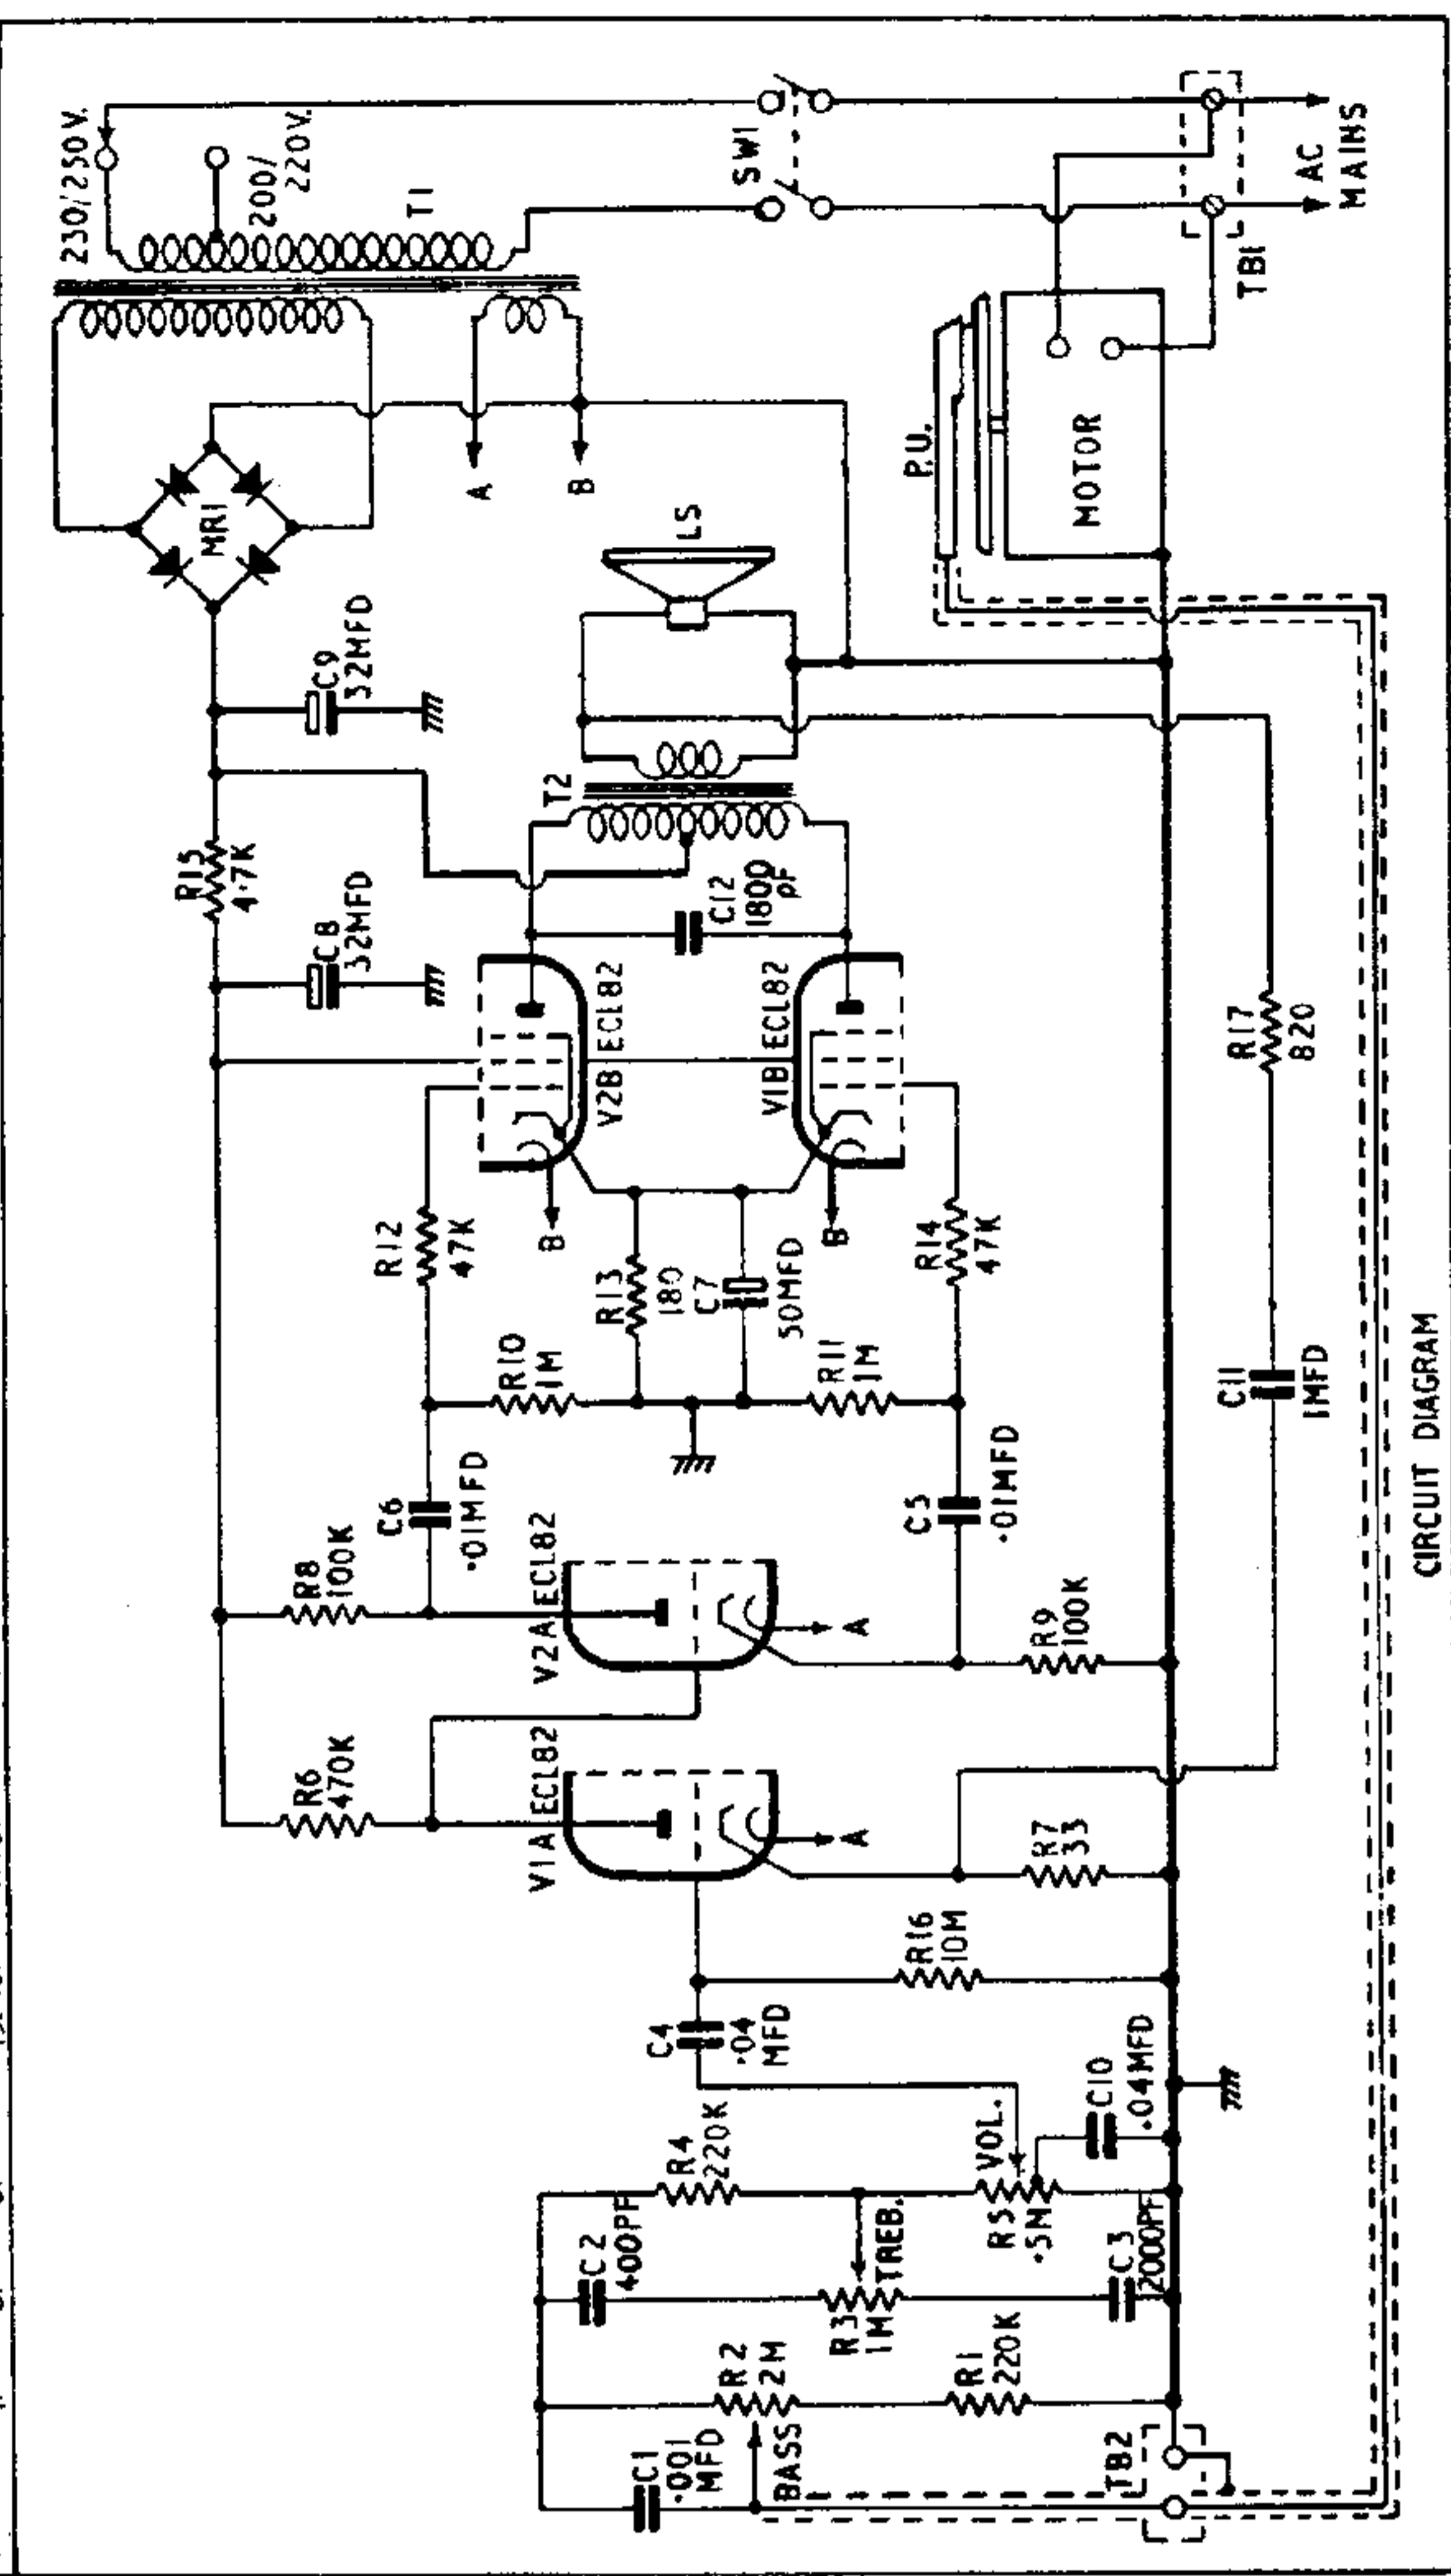 230/250V.
200/
220V.
T1
SW1
AC
MAINS
TB1
MR1
A
B
P.U.
MOTOR
LS
C9
32MFD
T2
R15
4.7K
C8
32MFD
C12
1800
pF
V2B ECL82
V1B ECL82
R17
820
R12
47K
B
R13
180
C7
50MFD
B
R14
47K
R10
1M
R11
1M
C11
1MFD
C6
.01MFD
C5
.01MFD
R8
100K
V2A ECL82
A
R9
100K
R6
470K
V1A ECL82
A
R7
33
R16
10M
C4
.04
MFD
C10
.04MFD
R4
220K
VOL.
R5
.5M
C2
400PF
TREB.
R3
1M
C3
2000PF
R2
2M
R1
220K
C1
.001
MFD
BASS
TB2
CIRCUIT DIAGRAM